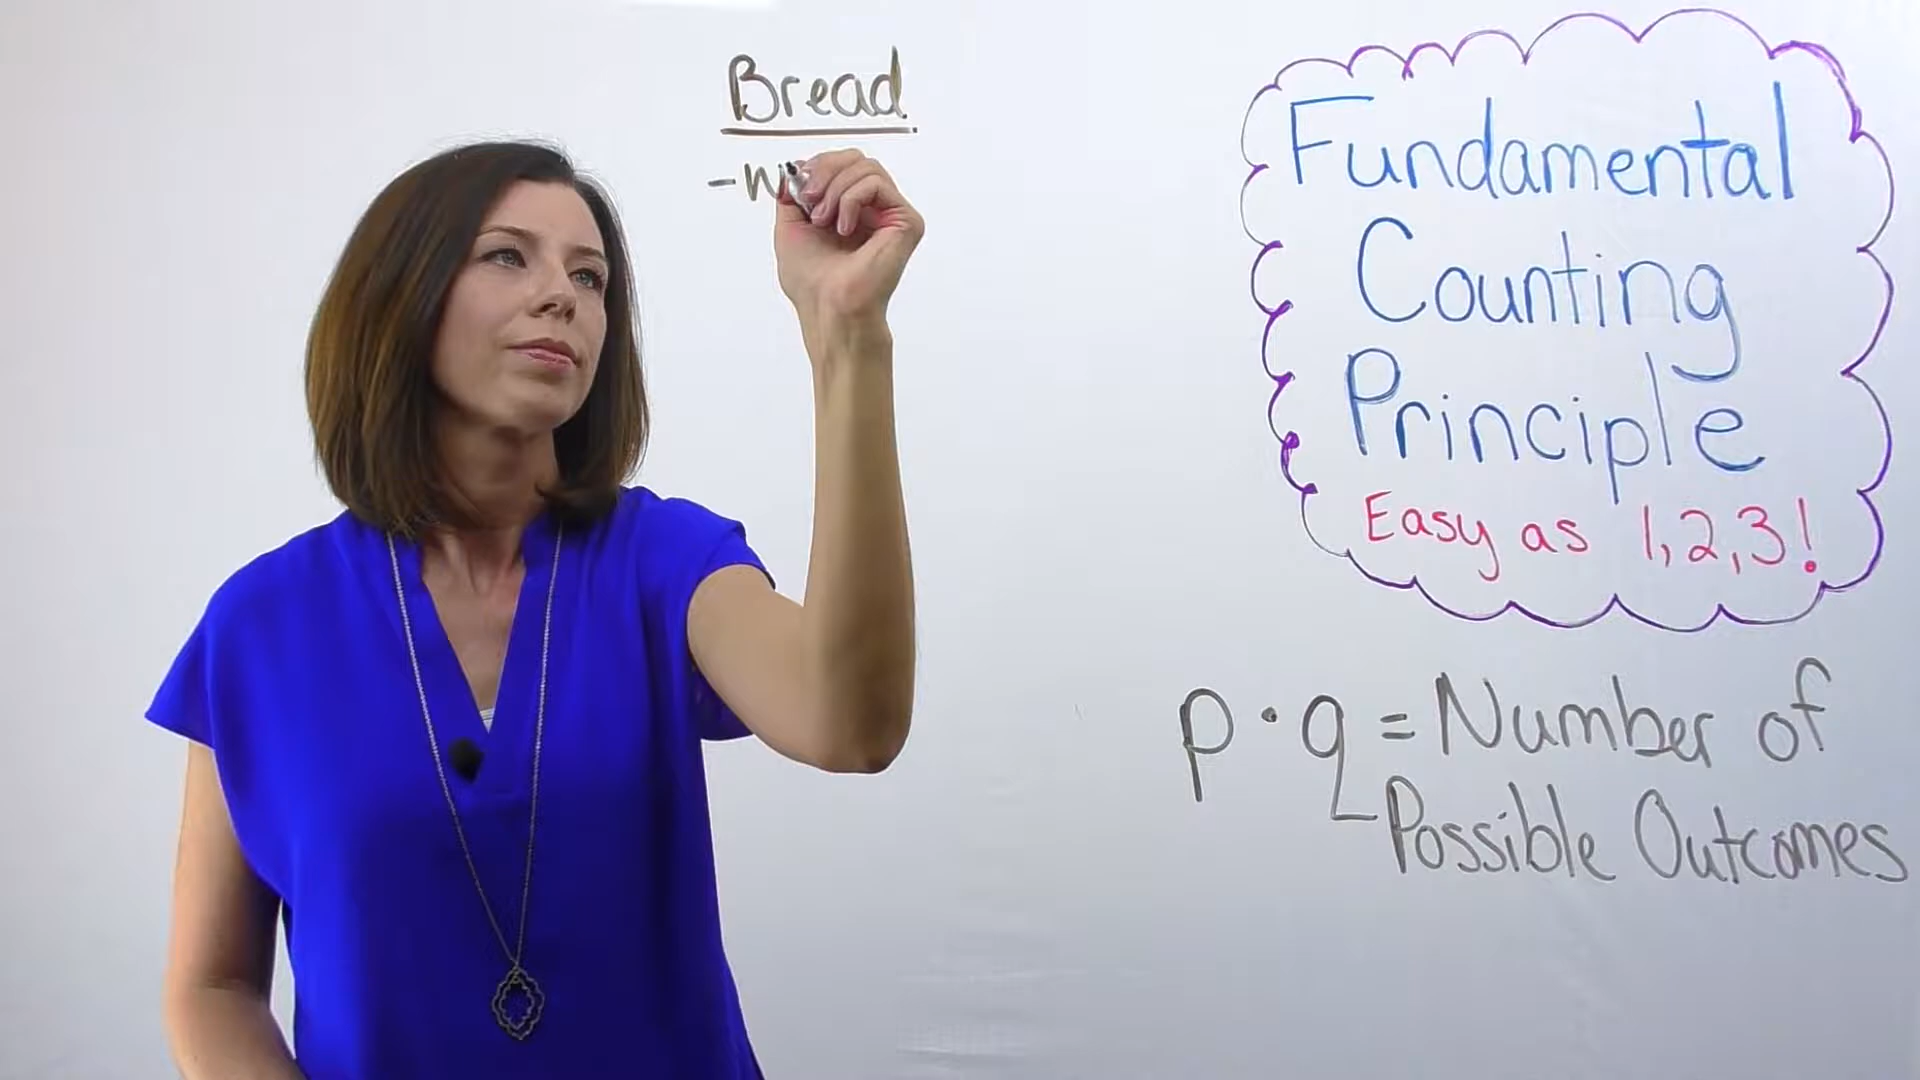 Bread
Fundamental
Counting
Principle
Easy as 1,2,3!
p · q = Number of
Possible Outcomes